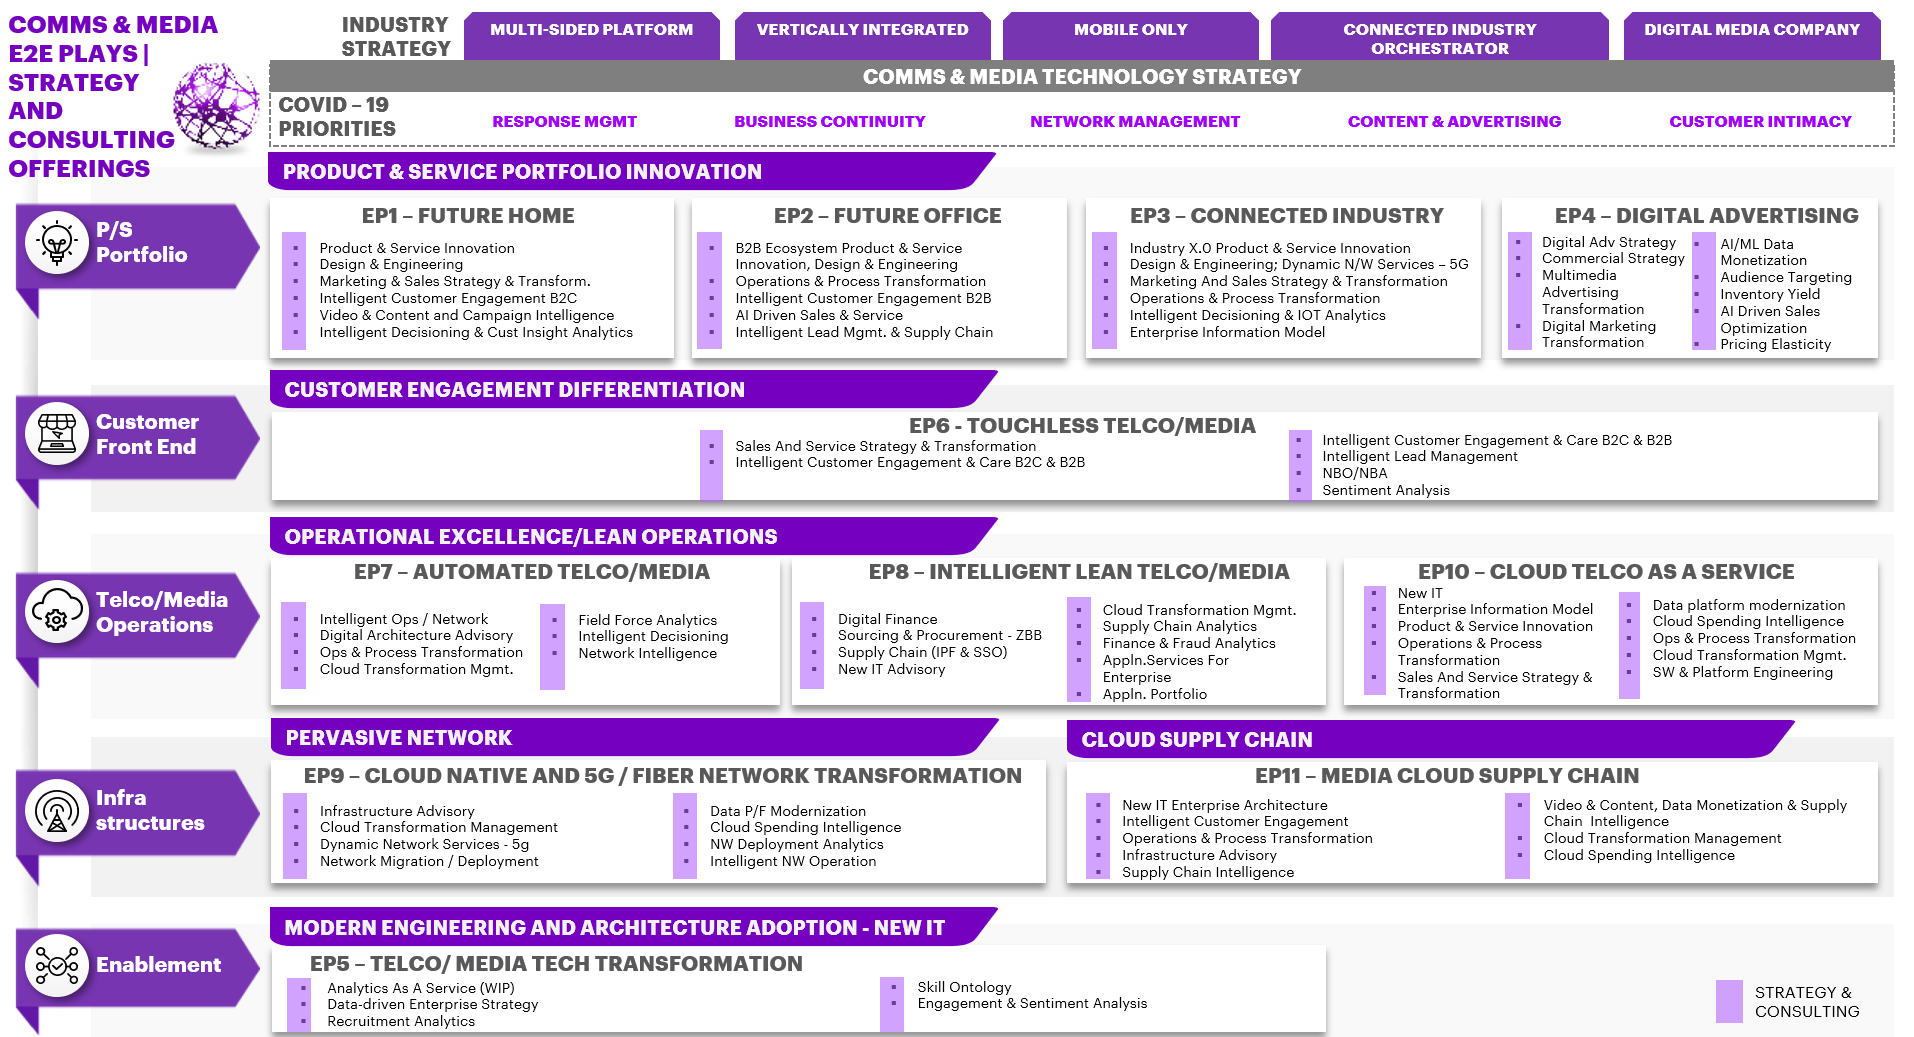 COMMS & MEDIA
E2E PLAYS |
STRATEGY
AND
CONSULTING
OFFERINGS
INDUSTRY
STRATEGY
MULTI-SIDED PLATFORM
VERTICALLY INTEGRATED
MOBILE ONLY
CONNECTED INDUSTRY
ORCHESTRATOR
DIGITAL MEDIA COMPANY
COMMS & MEDIA TECHNOLOGY STRATEGY
COVID – 19
PRIORITIES
RESPONSE MGMT
BUSINESS CONTINUITY
NETWORK MANAGEMENT
CONTENT & ADVERTISING
CUSTOMER INTIMACY
P/S
Portfolio
PRODUCT & SERVICE PORTFOLIO INNOVATION
EP1 – FUTURE HOME
Product & Service Innovation
Design & Engineering
Marketing & Sales Strategy & Transform.
Intelligent Customer Engagement B2C
Video & Content and Campaign Intelligence
Intelligent Decisioning & Cust Insight Analytics
EP2 – FUTURE OFFICE
B2B Ecosystem Product & Service
Innovation, Design & Engineering
Operations & Process Transformation
Intelligent Customer Engagement B2B
AI Driven Sales & Service
Intelligent Lead Mgmt. & Supply Chain
EP3 – CONNECTED INDUSTRY
Industry X.0 Product & Service Innovation
Design & Engineering; Dynamic N/W Services – 5G
Marketing And Sales Strategy & Transformation
Operations & Process Transformation
Intelligent Decisioning & IOT Analytics
Enterprise Information Model
EP4 – DIGITAL ADVERTISING
Digital Adv Strategy
Commercial Strategy
Multimedia
Advertising
Transformation
Digital Marketing
Transformation
AI/ML Data
Monetization
Audience Targeting
Inventory Yield
AI Driven Sales
Optimization
Pricing Elasticity
Customer
Front End
CUSTOMER ENGAGEMENT DIFFERENTIATION
EP6 - TOUCHLESS TELCO/MEDIA
Sales And Service Strategy & Transformation
Intelligent Customer Engagement & Care B2C & B2B
Intelligent Customer Engagement & Care B2C & B2B
Intelligent Lead Management
NBO/NBA
Sentiment Analysis
Telco/Media
Operations
OPERATIONAL EXCELLENCE/LEAN OPERATIONS
EP7 – AUTOMATED TELCO/MEDIA
Intelligent Ops / Network
Digital Architecture Advisory
Ops & Process Transformation
Cloud Transformation Mgmt.
Field Force Analytics
Intelligent Decisioning
Network Intelligence
EP8 – INTELLIGENT LEAN TELCO/MEDIA
Digital Finance
Sourcing & Procurement - ZBB
Supply Chain (IPF & SSO)
New IT Advisory
Cloud Transformation Mgmt.
Supply Chain Analytics
Finance & Fraud Analytics
Appln.Services For
Enterprise
Appln. Portfolio
EP10 – CLOUD TELCO AS A SERVICE
New IT
Enterprise Information Model
Product & Service Innovation
Operations & Process
Transformation
Sales And Service Strategy &
Transformation
Data platform modernization
Cloud Spending Intelligence
Ops & Process Transformation
Cloud Transformation Mgmt.
SW & Platform Engineering
Infra
structures
PERVASIVE NETWORK
EP9 – CLOUD NATIVE AND 5G / FIBER NETWORK TRANSFORMATION
Infrastructure Advisory
Cloud Transformation Management
Dynamic Network Services - 5g
Network Migration / Deployment
Data P/F Modernization
Cloud Spending Intelligence
NW Deployment Analytics
Intelligent NW Operation
CLOUD SUPPLY CHAIN
EP11 – MEDIA CLOUD SUPPLY CHAIN
New IT Enterprise Architecture
Intelligent Customer Engagement
Operations & Process Transformation
Infrastructure Advisory
Supply Chain Intelligence
Video & Content, Data Monetization & Supply
Chain  Intelligence
Cloud Transformation Management
Cloud Spending Intelligence
Enablement
MODERN ENGINEERING AND ARCHITECTURE ADOPTION - NEW IT
EP5 – TELCO/ MEDIA TECH TRANSFORMATION
Analytics As A Service (WIP)
Data-driven Enterprise Strategy
Recruitment Analytics
Skill Ontology
Engagement & Sentiment Analysis
STRATEGY &
CONSULTING